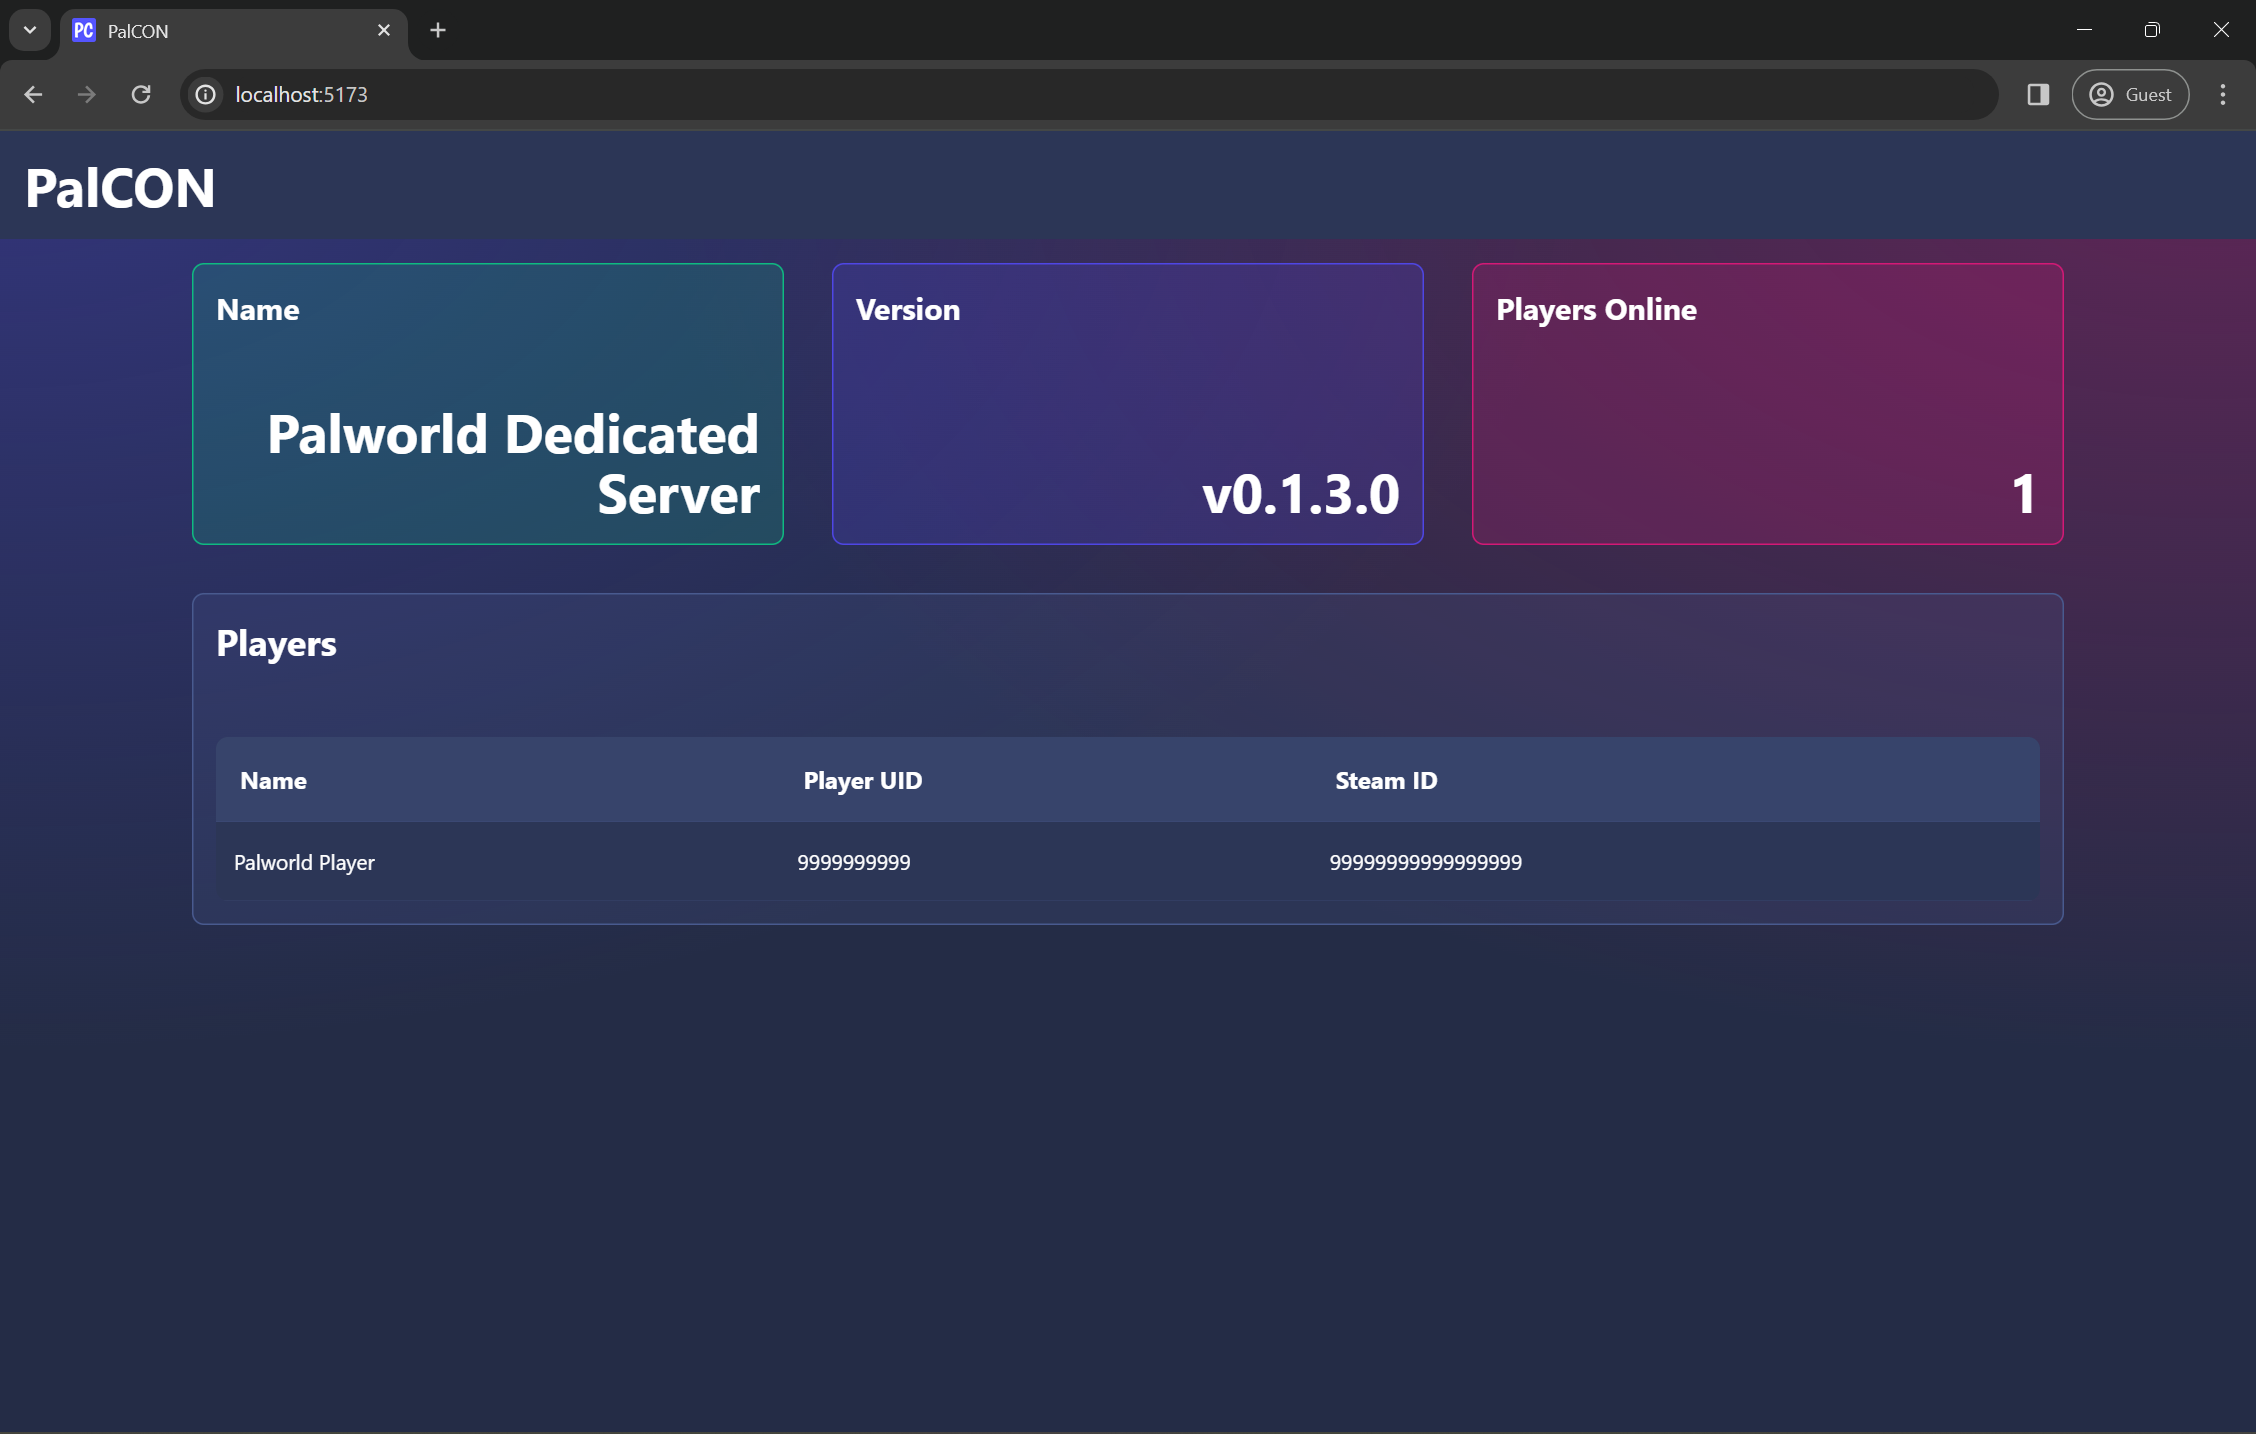 PC PalCON
localhost:5173
Guest
PalCON
Name
Palworld Dedicated
Server
Version
v0.1.3.0
Players Online
1
Players
Name Player UID Steam ID
Palworld Player 9999999999 99999999999999999